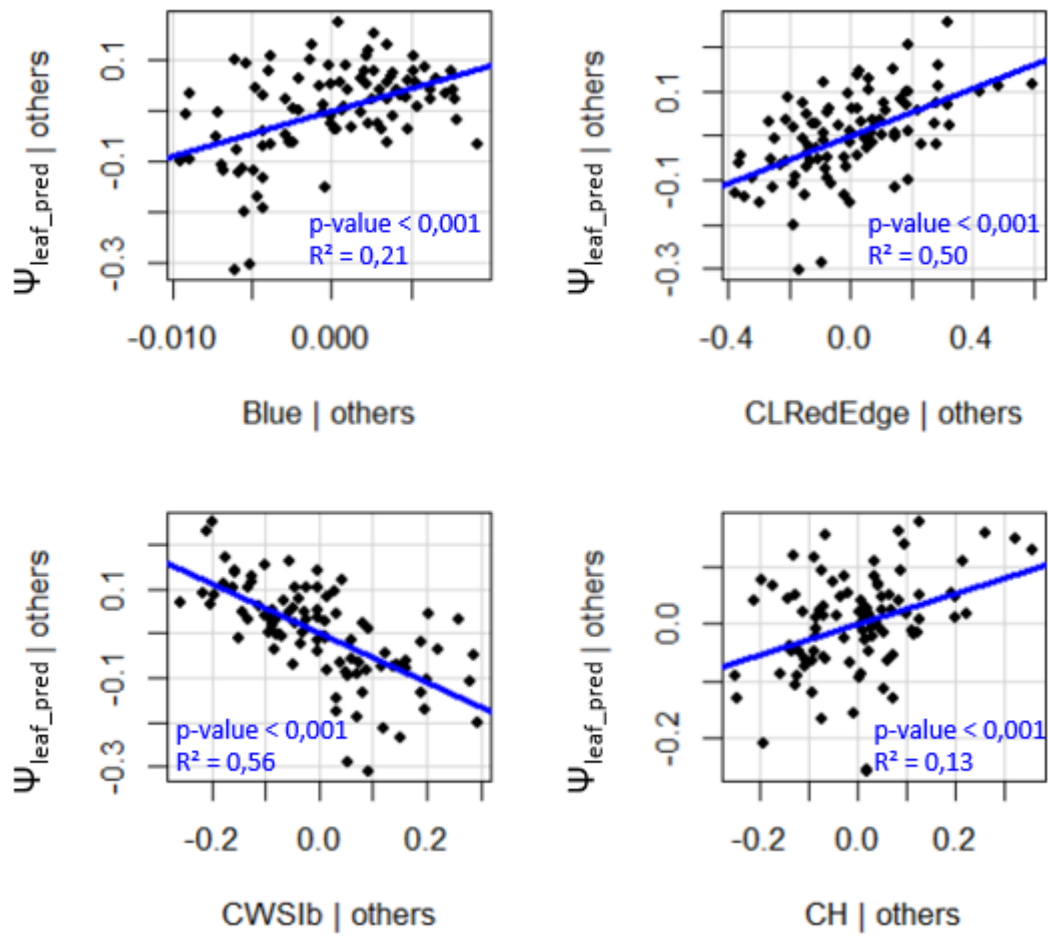 Ψleaf_pred | others
0.1
-0.1
-0.3
p-value < 0,001
R² = 0,21
-0.010 0.000
Blue | others
Ψleaf_pred | others
0.1
-0.1
-0.3
p-value < 0,001
R² = 0,50
-0.4 0.0 0.4
CLRedEdge | others
Ψleaf_pred | others
0.1
-0.1
-0.3
p-value < 0,001
R² = 0,56
-0.2 0.0 0.2
CWSIb | others
Ψleaf_pred | others
0.0
-0.2
p-value < 0,001
R² = 0,13
-0.2 0.0 0.2
CH | others